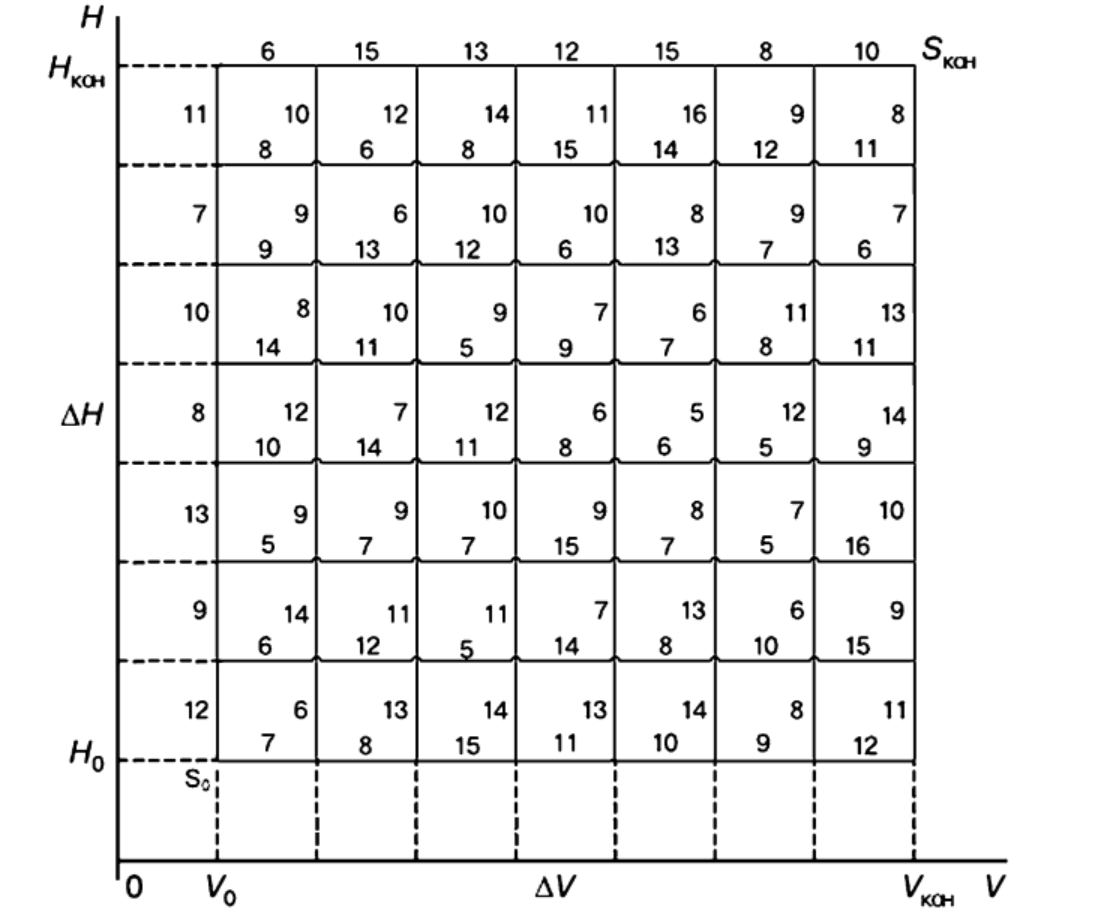 H
6 15 13 12 15 8 10 Sкон
Hкон
11 10 12 14 11 16 9 8
8 6 8 15 14 12 11
7 9 6 10 10 8 9 7
9 13 12 6 13 7 6
10 8 10 9 7 6 11 13
14 11 5 9 7 8 11
ΔH 8 12 7 12 6 5 12 14
10 14 11 8 6 5 9
13 9 9 10 9 8 7 10
5 7 7 15 7 5 16
9 14 11 11 7 13 6 9
6 12 5 14 8 10 15
12 6 13 14 13 14 8 11
H₀ 7 8 15 11 10 9 12
S₀
0 V₀ ΔV Vкон V